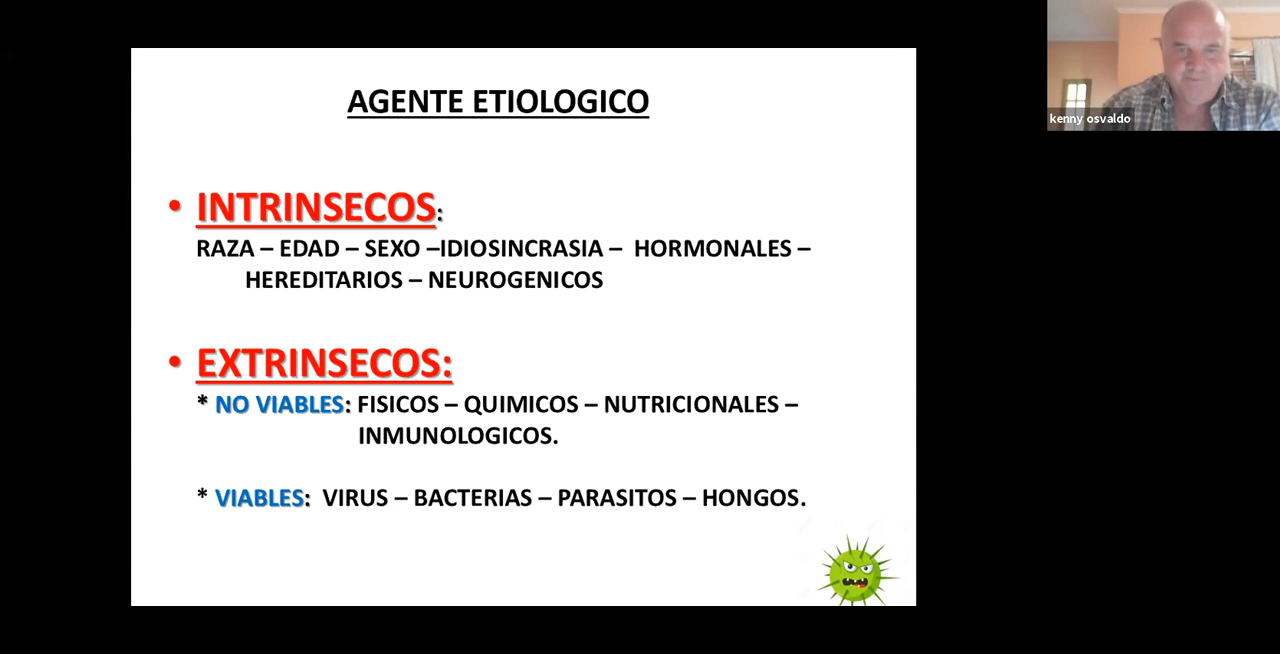 AGENTE ETIOLOGICO
• INTRINSECOS:
RAZA – EDAD – SEXO –IDIOSINCRASIA – HORMONALES –
HEREDITARIOS – NEUROGENICOS
• EXTRINSECOS:
* NO VIABLES: FISICOS – QUIMICOS – NUTRICIONALES –
INMUNOLOGICOS.
* VIABLES: VIRUS – BACTERIAS – PARASITOS – HONGOS.
kenny osvaldo